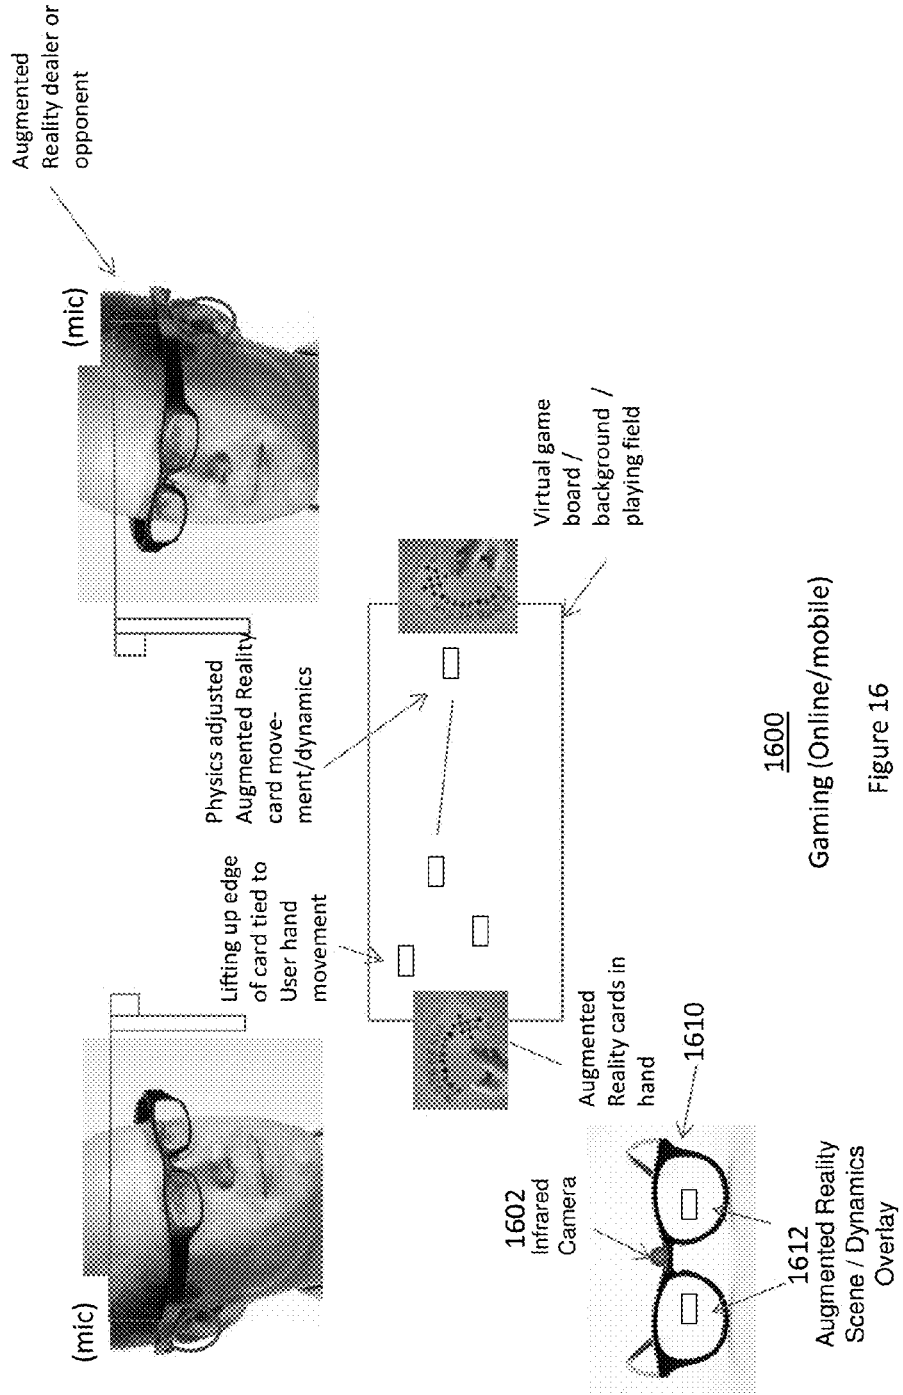 (mic)
(mic)
Augmented
Reality dealer or
opponent
Lifting up edge
of card tied to
User hand
movement
Physics adjusted
Augmented Reality
card move-
ment/dynamics
Virtual game
board /
background /
playing field
Augmented
Reality cards in
hand
1602
Infrared
Camera
1610
1612
Augmented Reality
Scene / Dynamics
Overlay
1600
Gaming (Online/mobile)
Figure 16